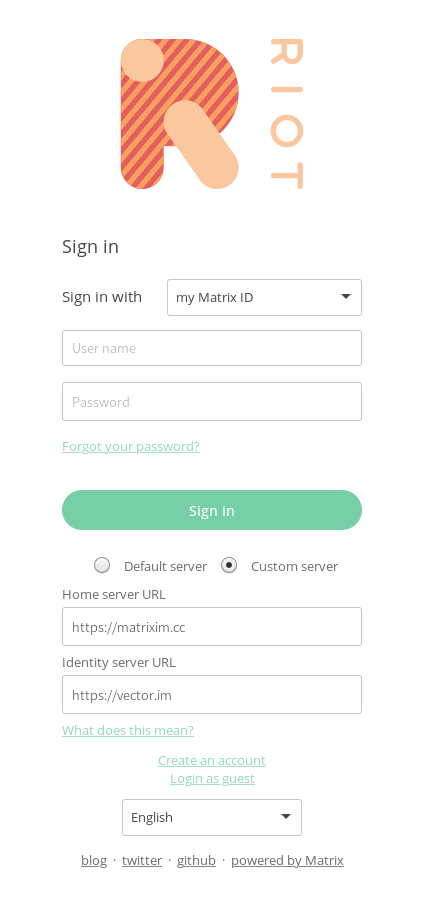 RIOT
Sign in
Sign in with my Matrix ID
User name
Password
Forgot your password?
Sign in
Default server Custom server
Home server URL
https://matrixim.cc
Identity server URL
https://vector.im
What does this mean?
Create an account
Login as guest
English
blog · twitter · github · powered by Matrix